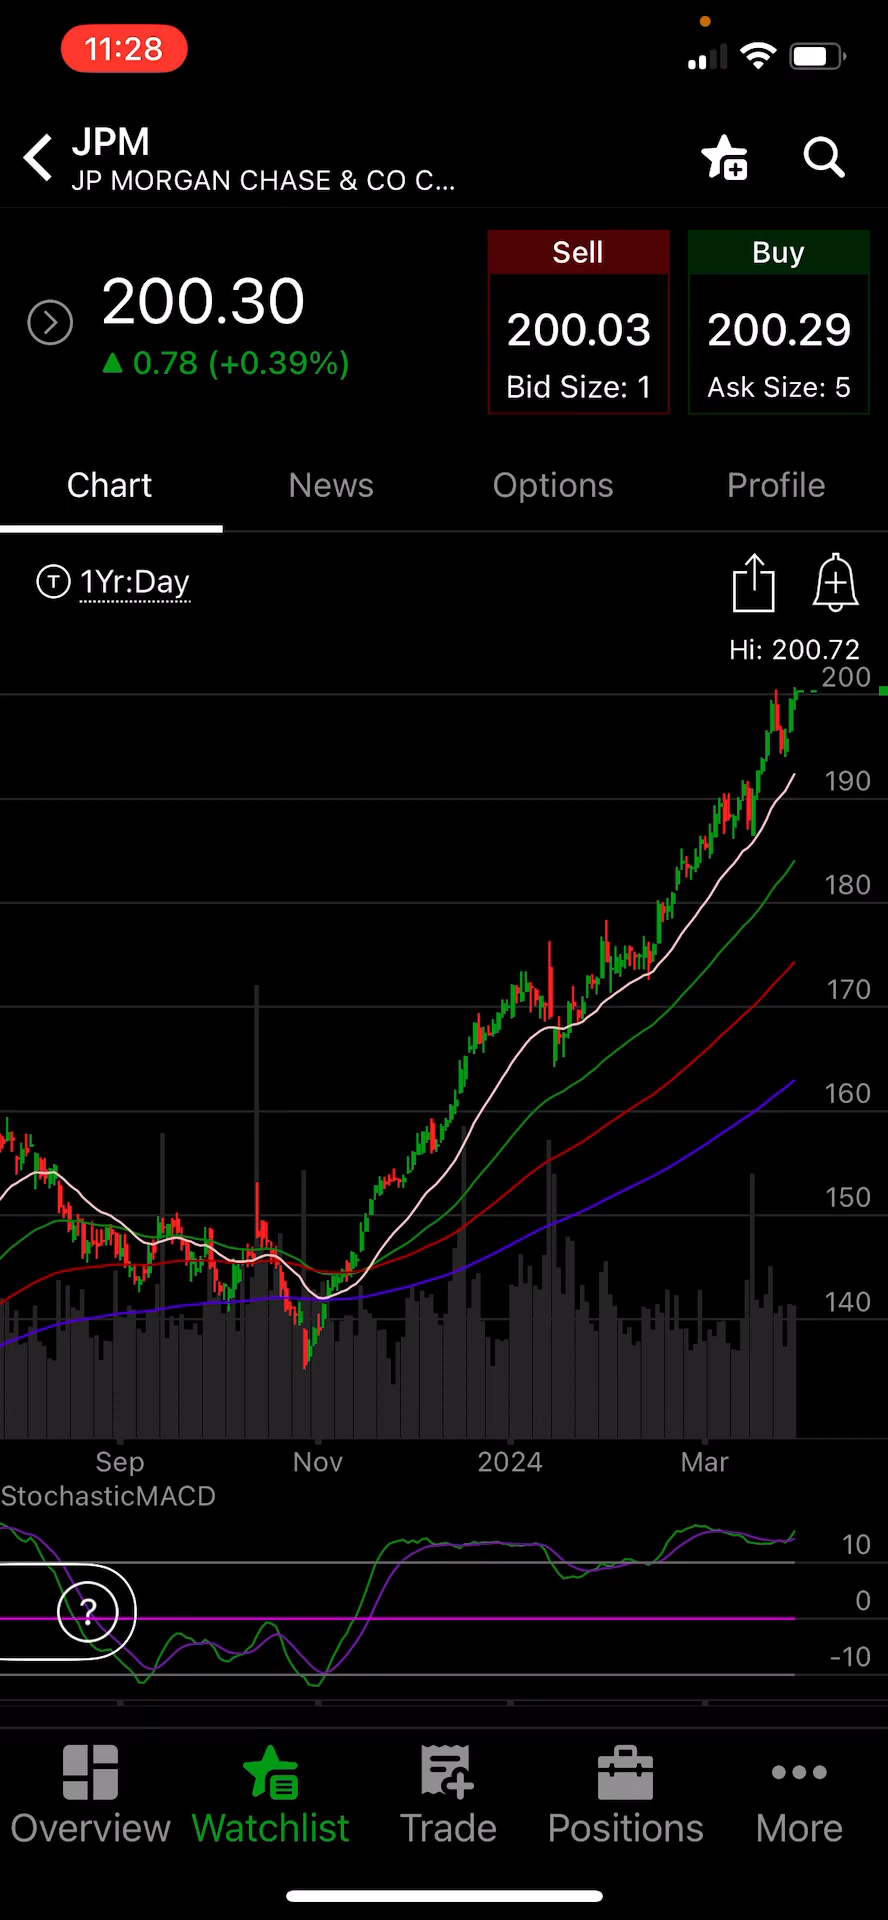 11:28
JPM
JP MORGAN CHASE & CO C...
200.30
0.78 (+0.39%)
Sell
200.03
Bid Size: 1
Buy
200.29
Ask Size: 5
Chart
News
Options
Profile
T 1Yr:Day
Hi: 200.72
200
190
180
170
160
150
140
Sep
Nov
2024
Mar
StochasticMACD
10
0
-10
?
Overview
Watchlist
Trade
Positions
More